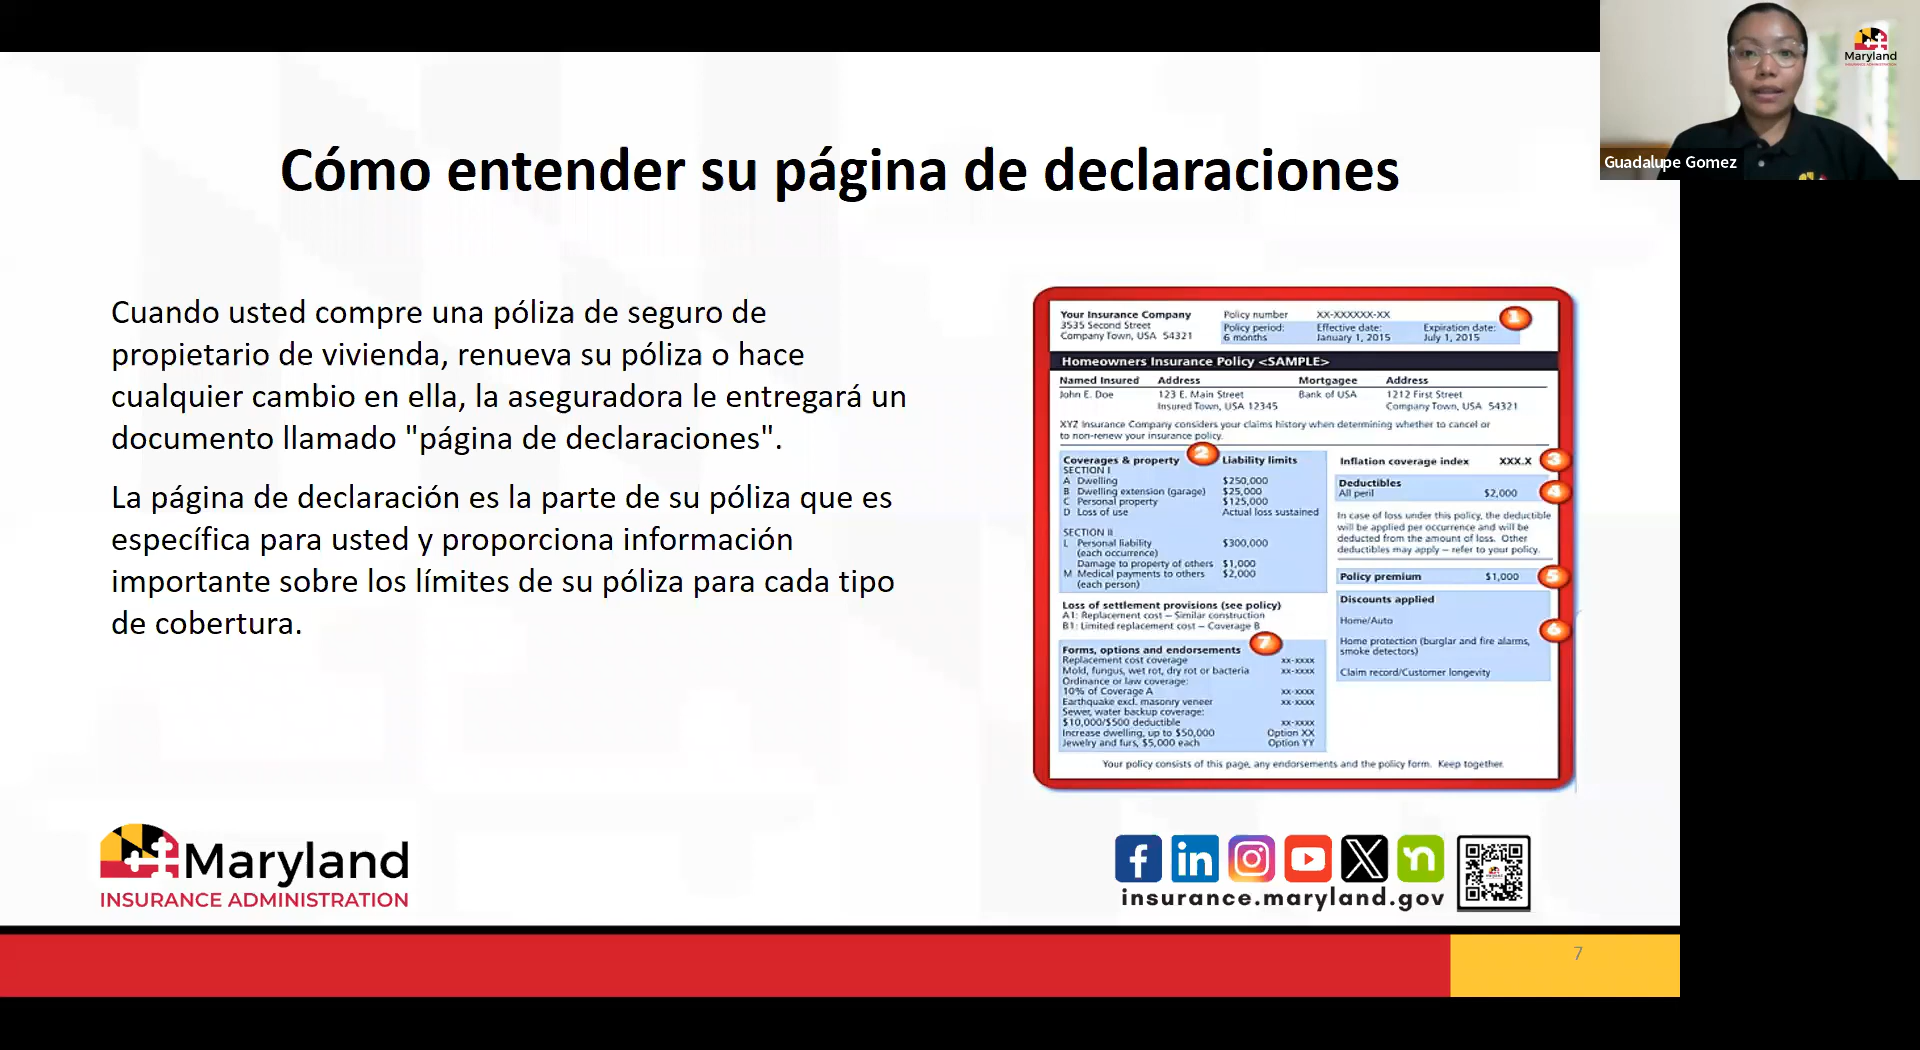 Maryland
Guadalupe Gomez
Cómo entender su página de declaraciones
Cuando usted compre una póliza de seguro de
propietario de vivienda, renueva su póliza o hace
cualquier cambio en ella, la aseguradora le entregará un
documento llamado "página de declaraciones".
La página de declaración es la parte de su póliza que es
específica para usted y proporciona información
importante sobre los límites de su póliza para cada tipo
de cobertura.
Your Insurance Company
3535 Second Street
Company Town, USA 54321
Policy number XX-XXXXXX-XX
Policy period: Effective date: Expiration date:
6 months January 1, 2015 July 1, 2015
1
Homeowners Insurance Policy <SAMPLE>
Named Insured Address Mortgagee Address
John E. Doe 123 E. Main Street Bank of USA 1212 First Street
Insured Town, USA 12345 Company Town, USA 54321
XYZ Insurance Company considers your claims history when determining whether to cancel or
to non-renew your insurance policy.
2
Coverages & property Liability limits
SECTION I
A Dwelling $250,000
B Dwelling extension (garage) $25,000
C Personal property $125,000
D Loss of use Actual loss sustained
SECTION II
L Personal liability $300,000
(each occurrence)
Damage to property of others $1,000
M Medical payments to others $2,000
(each person)
Loss of settlement provisions (see policy)
A1: Replacement cost – Similar construction
B1: Limited replacement cost – Coverage B
7
Forms, options and endorsements
Replacement cost coverage xx-xxxx
Mold, fungus, wet rot, dry rot or bacteria xx-xxxx
Ordinance or law coverage:
10% of Coverage A xx-xxxx
Earthquake excl. masonry veneer xx-xxxx
Sewer, water backup coverage:
$10,000/$500 deductible xx-xxxx
Increase dwelling, up to $50,000 Option XX
Jewelry and furs, $5,000 each Option YY
Inflation coverage index XXX.X
3
Deductibles
All peril $2,000
4
In case of loss under this policy, the deductible
will be applied per occurrence and will be
deducted from the amount of loss. Other
deductibles may apply – refer to your policy.
Policy premium $1,000
5
Discounts applied
Home/Auto
6
Home protection (burglar and fire alarms,
smoke detectors)
Claim record/Customer longevity
Your policy consists of this page, any endorsements and the policy form. Keep together.
Maryland
INSURANCE ADMINISTRATION
insurance.maryland.gov
7